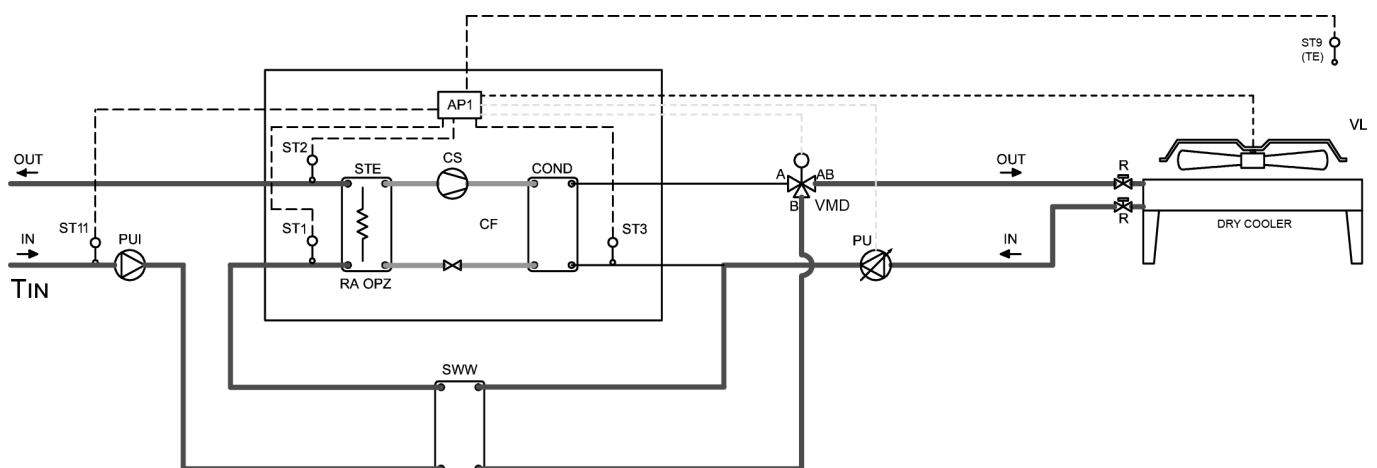 ST9
(TE)
AP1
VL
ST2
CS
OUT
STE
COND
OUT
R
A
AB
B
VMD
ST11
PUI
IN
ST1
CF
ST3
PU
IN
R
DRY COOLER
TIN
RA OPZ
SWW